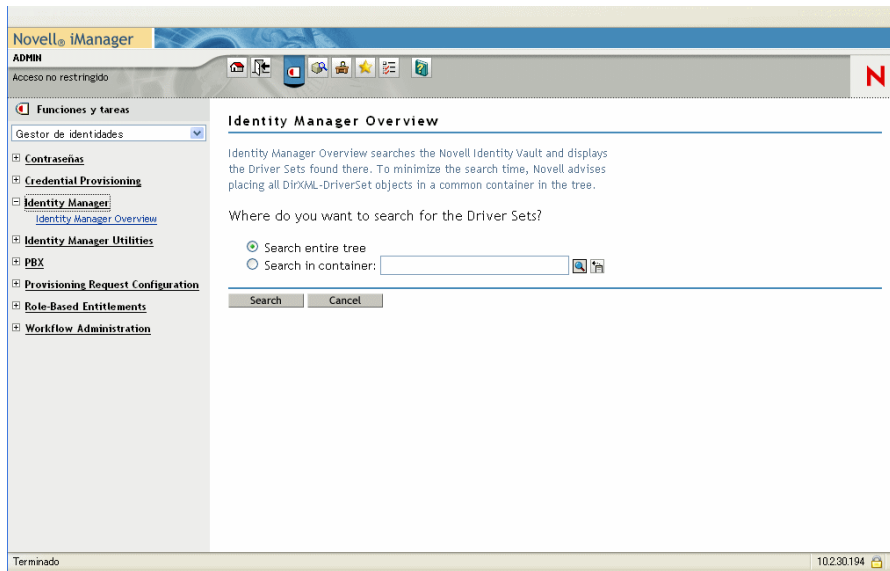 Novell® iManager
ADMIN
Acceso no restringido
N
Funciones y tareas
Gestor de identidades
Contraseñas
Credential Provisioning
Identity Manager
Identity Manager Overview
Identity Manager Utilities
PBX
Provisioning Request Configuration
Role-Based Entitlements
Workflow Administration
Identity Manager Overview
Identity Manager Overview searches the Novell Identity Vault and displays
the Driver Sets found there. To minimize the search time, Novell advises
placing all DirXML-DriverSet objects in a common container in the tree.
Where do you want to search for the Driver Sets?
Search entire tree
Search in container:
Search Cancel
Terminado 10.2.30.194